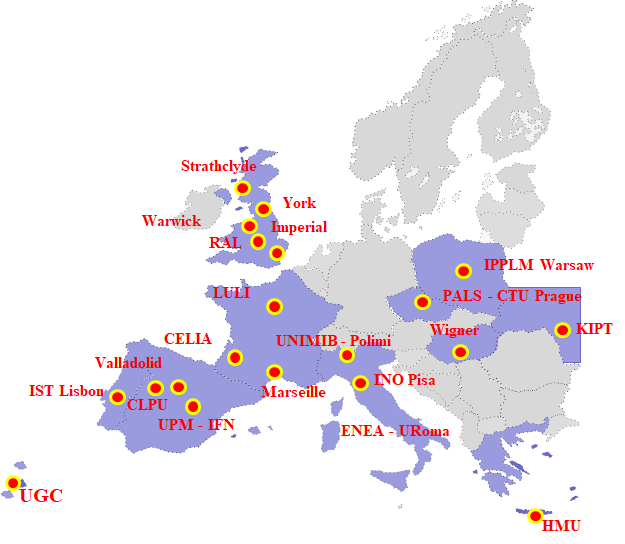 Strathclyde
York
Warwick
Imperial
RAL
IPPLM Warsaw
LULI
PALS - CTU Prague
KIPT
Wigner
CELIA
UNIMIB - Polimi
Valladolid
INO Pisa
IST Lisbon
Marseille
CLPU
UPM - IFN
ENEA - URoma
UGC
HMU